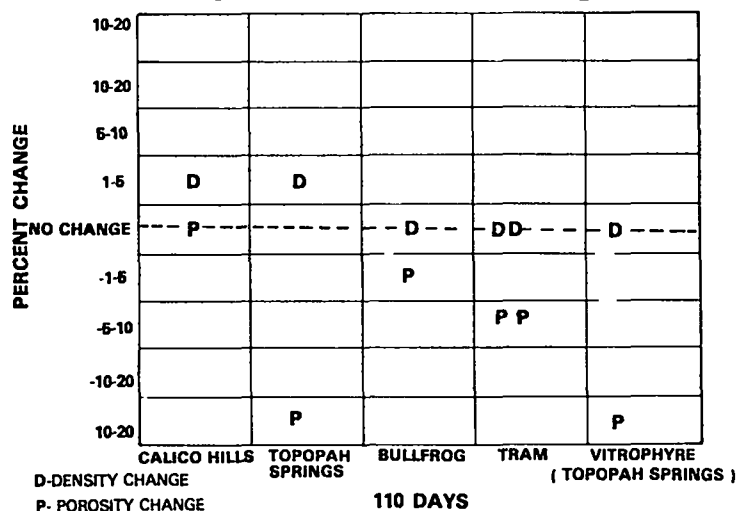 10-20
10-20
5-10
1-5
D D
NO CHANGE P D DD D
-1-5
P
-5-10
P P
-10-20
10-20
P P
PERCENT CHANGE
CALICO HILLS TOPOPAH SPRINGS BULLFROG TRAM VITROPHYRE ( TOPOPAH SPRINGS )
D-DENSITY CHANGE
P- POROSITY CHANGE
110 DAYS